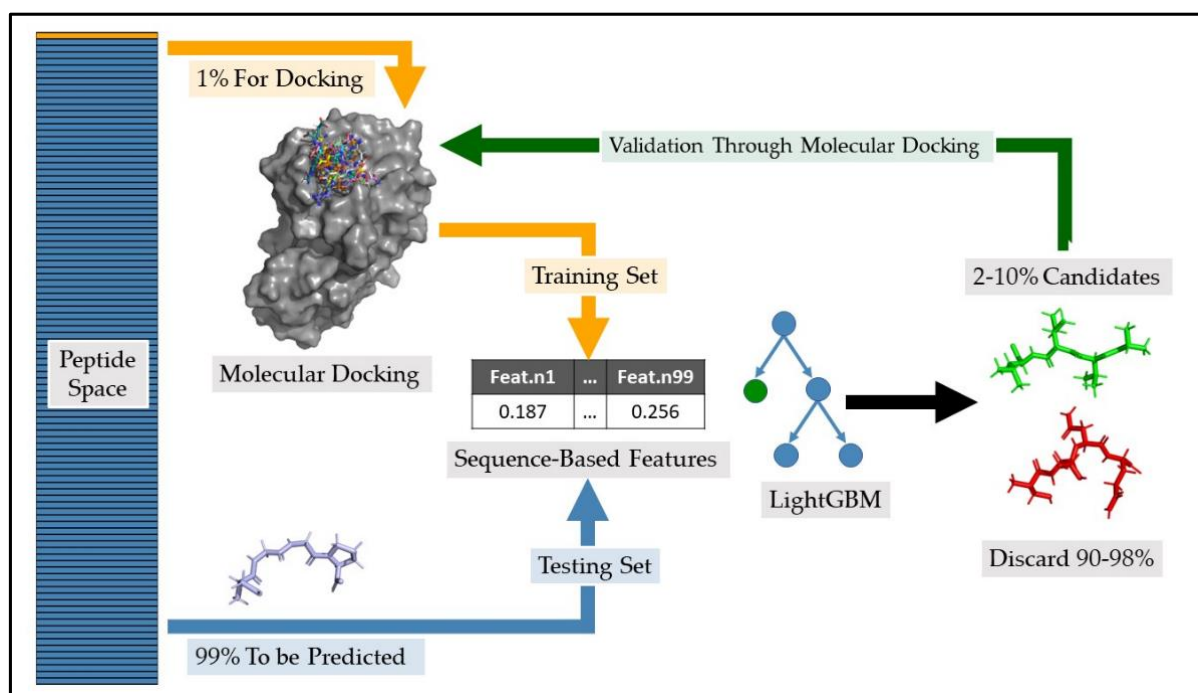 1% For Docking
Validation Through Molecular Docking
Training Set
2-10% Candidates
Peptide
Space
Molecular Docking
Feat.n1 ... Feat.n99
0.187 ... 0.256
Sequence-Based Features
LightGBM
Testing Set
Discard 90-98%
99% To be Predicted